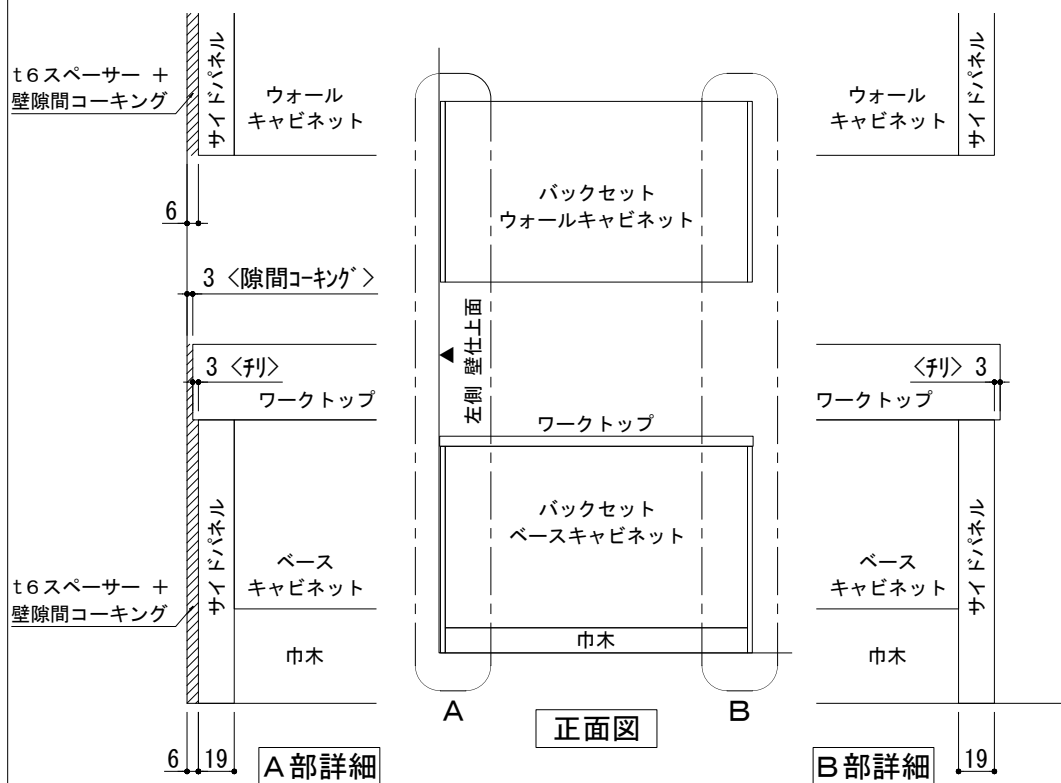 t6スペーサー ＋
壁隙間コーキング
サイドパネル
ウォール
キャビネット
6
3 <隙間ｺｰｷﾝｸﾞ>
3 <ﾁﾘ>
ワークトップ
サイドパネル
ベース
キャビネット
t6スペーサー ＋
壁隙間コーキング
巾木
6
19
A部詳細
バックセット
ウォールキャビネット
左側 壁仕上面
ワークトップ
バックセット
ベースキャビネット
巾木
A
B
正面図
ウォール
キャビネット
サイドパネル
<ﾁﾘ> 3
ワークトップ
ベース
キャビネット
サイドパネル
巾木
B部詳細
19